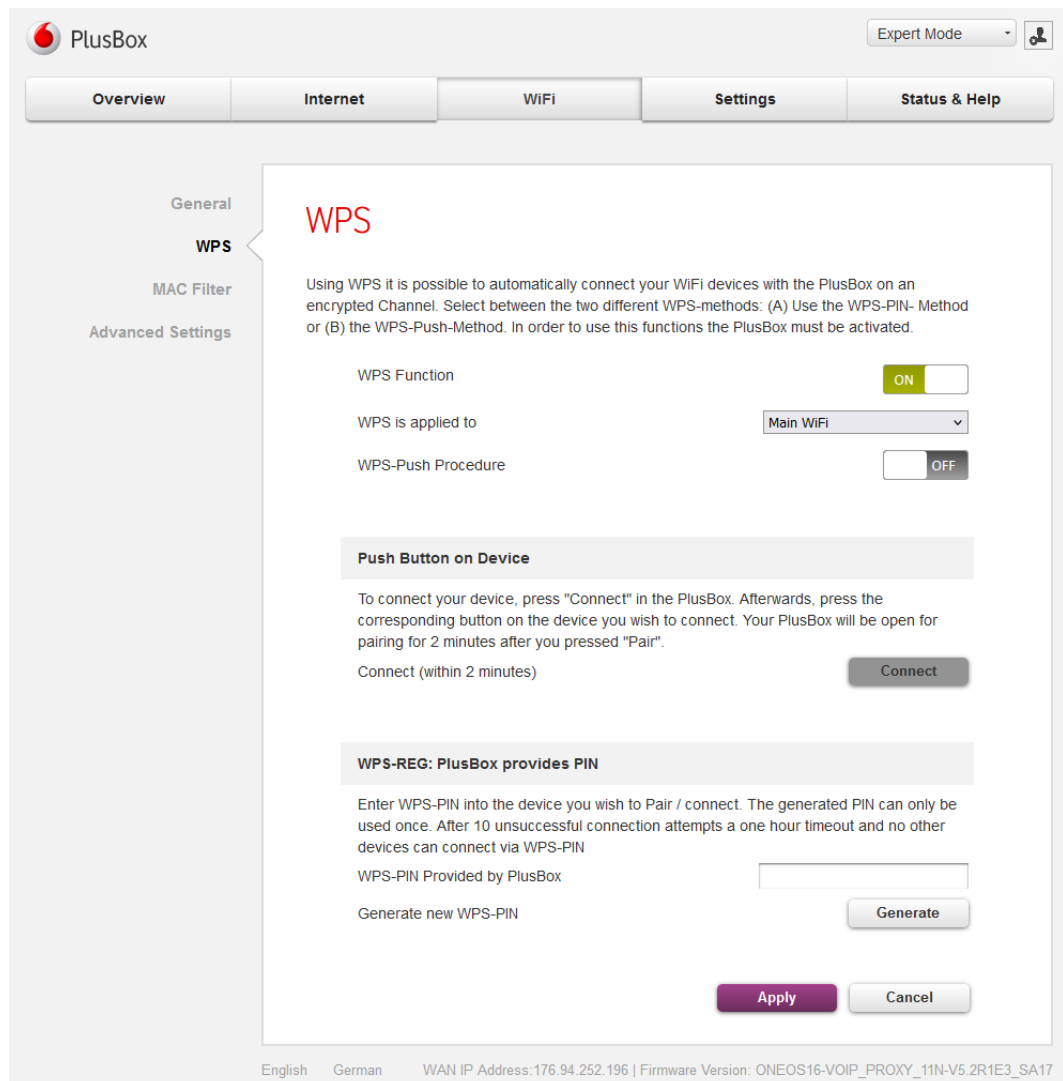 PlusBox
Expert Mode
Overview Internet WiFi Settings Status & Help
General
WPS
MAC Filter
Advanced Settings
WPS
Using WPS it is possible to automatically connect your WiFi devices with the PlusBox on an
encrypted Channel. Select between the two different WPS-methods: (A) Use the WPS-PIN- Method
or (B) the WPS-Push-Method. In order to use this functions the PlusBox must be activated.
WPS Function ON
WPS is applied to Main WiFi
WPS-Push Procedure OFF
Push Button on Device
To connect your device, press "Connect" in the PlusBox. Afterwards, press the
corresponding button on the device you wish to connect. Your PlusBox will be open for
pairing for 2 minutes after you pressed "Pair".
Connect (within 2 minutes) Connect
WPS-REG: PlusBox provides PIN
Enter WPS-PIN into the device you wish to Pair / connect. The generated PIN can only be
used once. After 10 unsuccessful connection attempts a one hour timeout and no other
devices can connect via WPS-PIN
WPS-PIN Provided by PlusBox
Generate new WPS-PIN Generate
Apply Cancel
English German WAN IP Address:176.94.252.196 | Firmware Version: ONEOS16-VOIP_PROXY_11N-V5.2R1E3_SA17